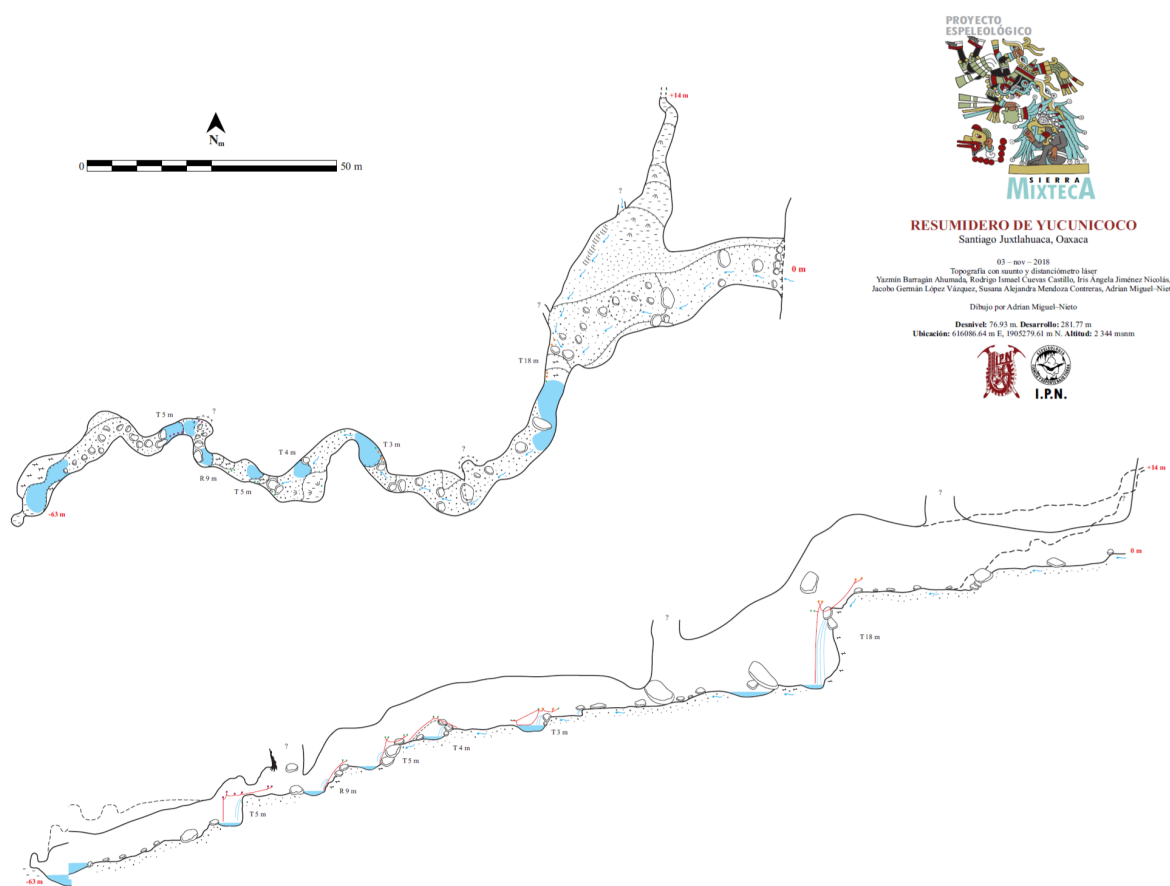 PROYECTO
ESPELEOLÓGICO
SIERRA
MIXTECA
RESUMIDERO DE YUCUNICOCO
Santiago Juxtlahuaca, Oaxaca
03 – nov – 2018
Topografía con suunto y distanciómetro láser
Yazmín Barragán Ahumada, Rodrigo Ismael Cuevas Castillo, Iris Ángela Jiménez Nicolás,
Jacobo Germán López Vázquez, Susana Alejandra Mendoza Contreras, Adrian Miguel–Niet
Dibujo por Adrian Miguel–Nieto
Desnivel: 76.93 m. Desarrollo: 281.77 m
Ubicación: 616086.64 m E, 1905279.61 m N. Altitud: 2 344 msnm
I.P.N.
I.P.N.
Nm
0 50 m
+14 m
?
0 m
?
T 18 m
T 5 m
?
T 4 m
T 3 m
?
R 9 m
T 5 m
-63 m
+14 m
?
?
0 m
?
T 18 m
T 3 m
T 4 m
T 5 m
?
R 9 m
T 5 m
-63 m